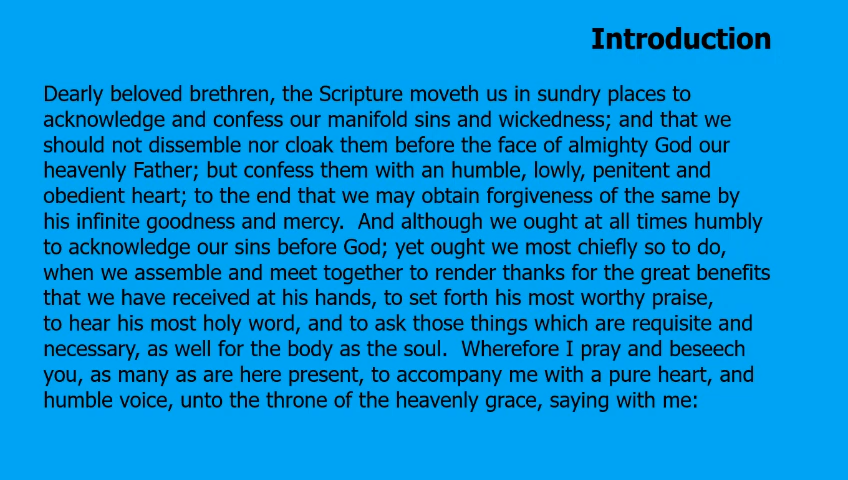 Introduction
Dearly beloved brethren, the Scripture moveth us in sundry places to
acknowledge and confess our manifold sins and wickedness; and that we
should not dissemble nor cloak them before the face of almighty God our
heavenly Father; but confess them with an humble, lowly, penitent and
obedient heart; to the end that we may obtain forgiveness of the same by
his infinite goodness and mercy.  And although we ought at all times humbly
to acknowledge our sins before God; yet ought we most chiefly so to do,
when we assemble and meet together to render thanks for the great benefits
that we have received at his hands, to set forth his most worthy praise,
to hear his most holy word, and to ask those things which are requisite and
necessary, as well for the body as the soul.  Wherefore I pray and beseech
you, as many as are here present, to accompany me with a pure heart, and
humble voice, unto the throne of the heavenly grace, saying with me: